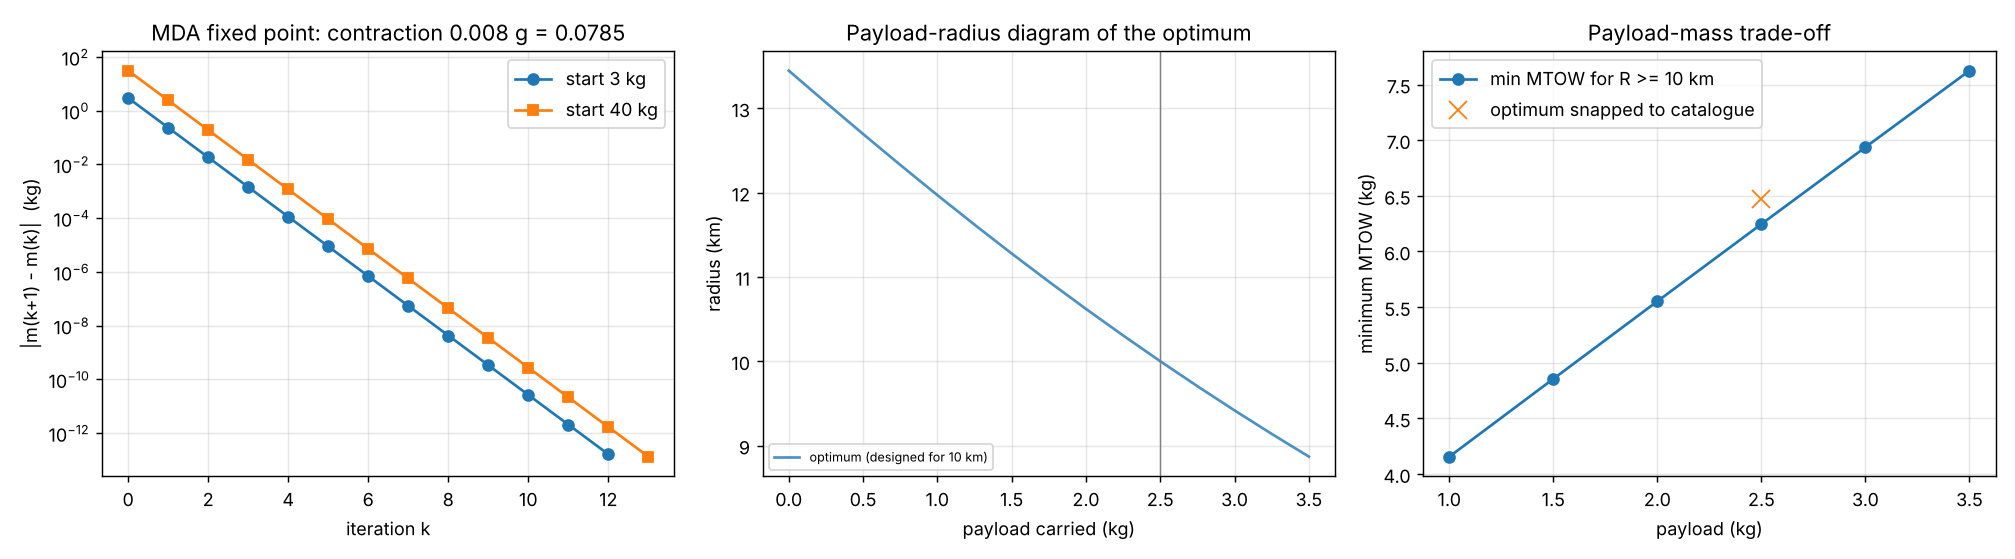 MDA fixed point: contraction 0.008 g = 0.0785
|m(k+1) - m(k)| (kg)
10²
10⁰
10⁻²
10⁻⁴
10⁻⁶
10⁻⁸
10⁻¹⁰
10⁻¹²
start 3 kg
start 40 kg
0 2 4 6 8 10 12
iteration k
Payload-radius diagram of the optimum
radius (km)
13
12
11
10
9
optimum (designed for 10 km)
0.0 0.5 1.0 1.5 2.0 2.5 3.0 3.5
payload carried (kg)
Payload-mass trade-off
minimum MTOW (kg)
7.5
7.0
6.5
6.0
5.5
5.0
4.5
4.0
min MTOW for R >= 10 km
optimum snapped to catalogue
1.0 1.5 2.0 2.5 3.0 3.5
payload (kg)